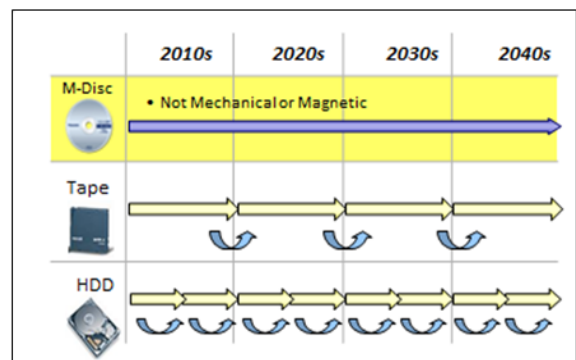 2010s 2020s 2030s 2040s
M-Disc
• Not Mechanical or Magnetic
Tape
HDD